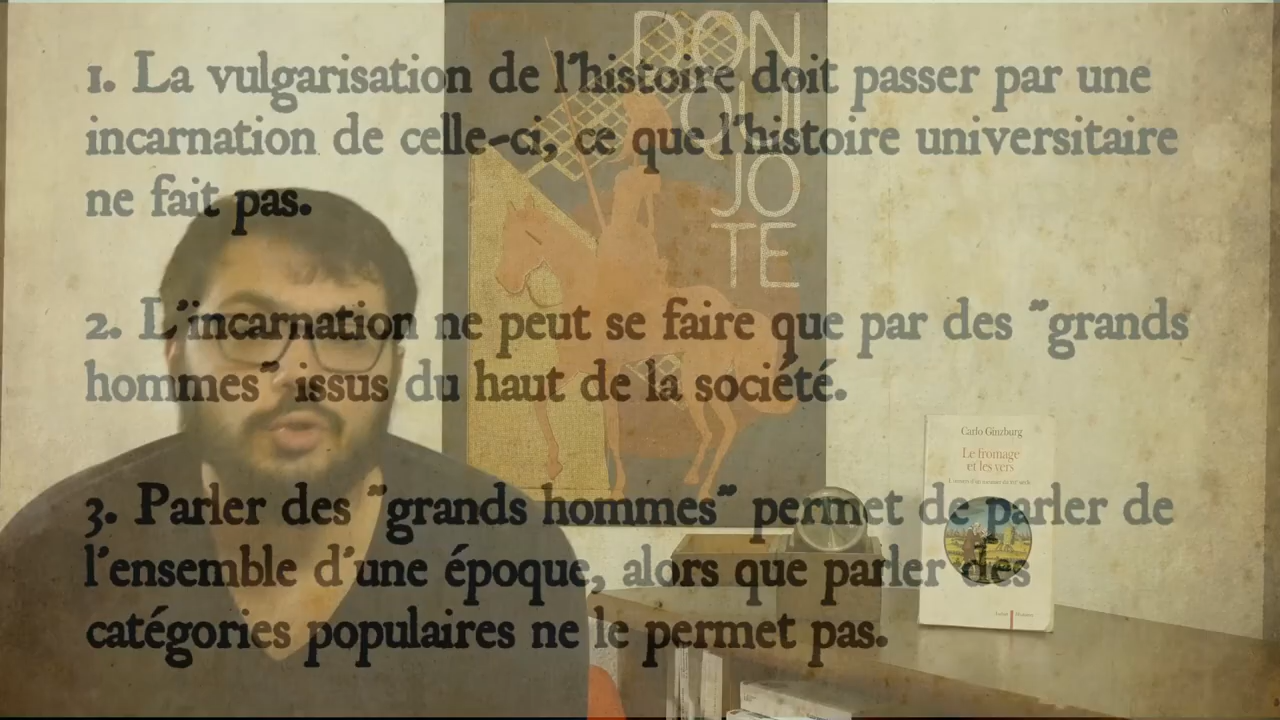 1. La vulgarisation de l'histoire doit passer par une
incarnation de celle-ci, ce que l'histoire universitaire
ne fait pas.
2. L'incarnation ne peut se faire que par des "grands
hommes" issus du haut de la société.
3. Parler des "grands hommes" permet de parler de
l'ensemble d'une époque, alors que parler des
catégories populaires ne le permet pas.
DON
QUI
JO
TE
Carlo Ginzburg
Le fromage
et les vers